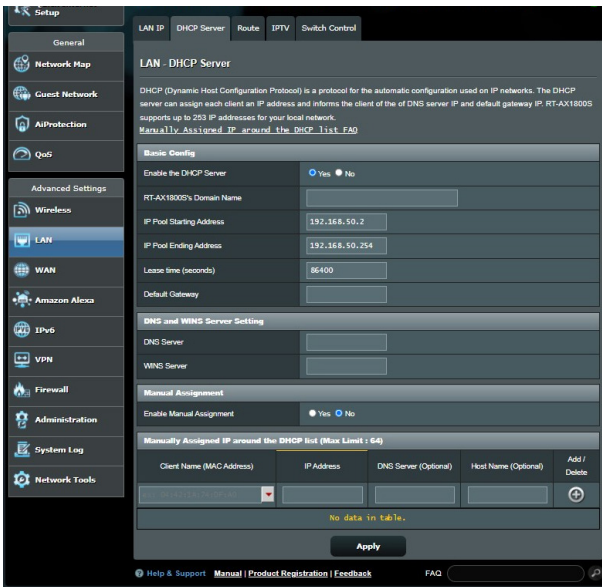 Setup
General
Network Map
Guest Network
AiProtection
QoS
Advanced Settings
Wireless
LAN
WAN
Amazon Alexa
IPv6
VPN
Firewall
Administration
System Log
Network Tools
LAN IP DHCP Server Route IPTV Switch Control
LAN - DHCP Server
DHCP (Dynamic Host Configuration Protocol) is a protocol for the automatic configuration used on IP networks. The DHCP
server can assign each client an IP address and informs the client of the of DNS server IP and default gateway IP. RT-AX1800S
supports up to 253 IP addresses for your local network.
Manually Assigned IP around the DHCP list FAQ
Basic Config
Enable the DHCP Server Yes No
RT-AX1800S's Domain Name
IP Pool Starting Address 192.168.50.2
IP Pool Ending Address 192.168.50.254
Lease time (seconds) 86400
Default Gateway
DNS and WINS Server Setting
DNS Server
WINS Server
Manual Assignment
Enable Manual Assignment Yes No
Manually Assigned IP around the DHCP list (Max Limit : 64)
Client Name (MAC Address) IP Address DNS Server (Optional) Host Name (Optional) Add / Delete
No data in table.
Apply
Help & Support Manual | Product Registration | Feedback FAQ